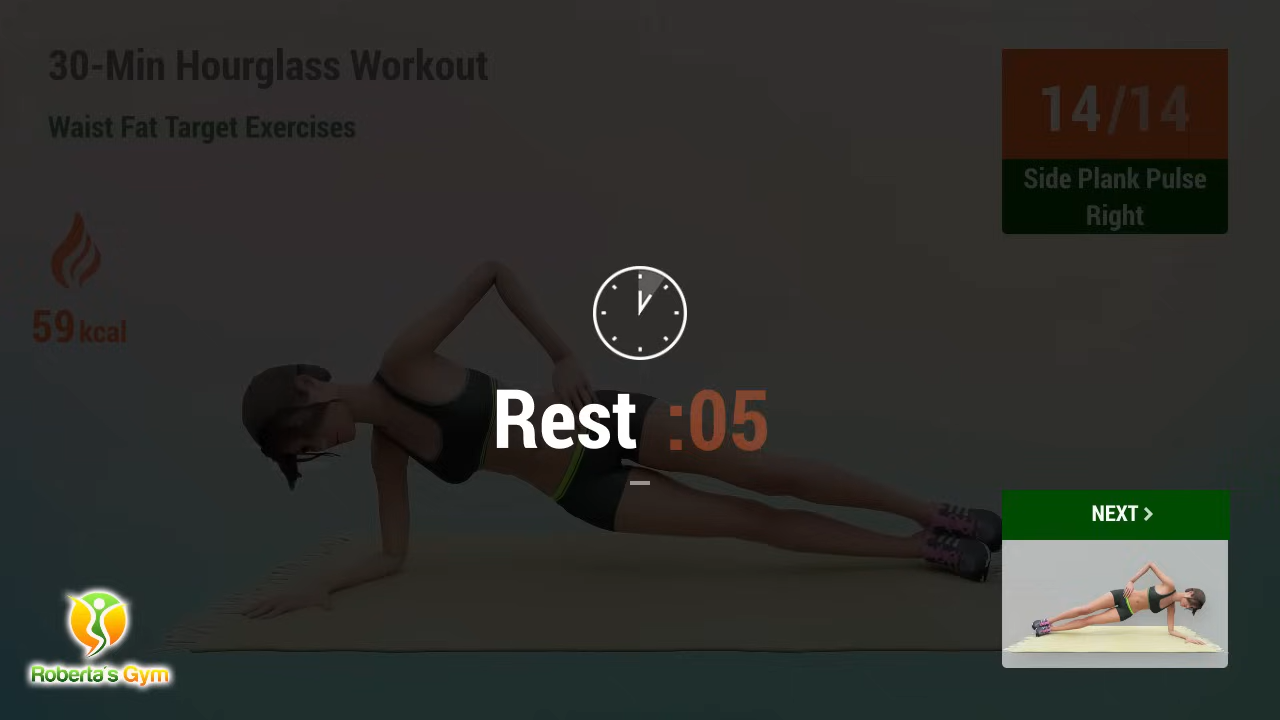 30-Min Hourglass Workout
Waist Fat Target Exercises
14/14
Side Plank Pulse
Right
59 kcal
Rest :05
NEXT >
Roberta's Gym